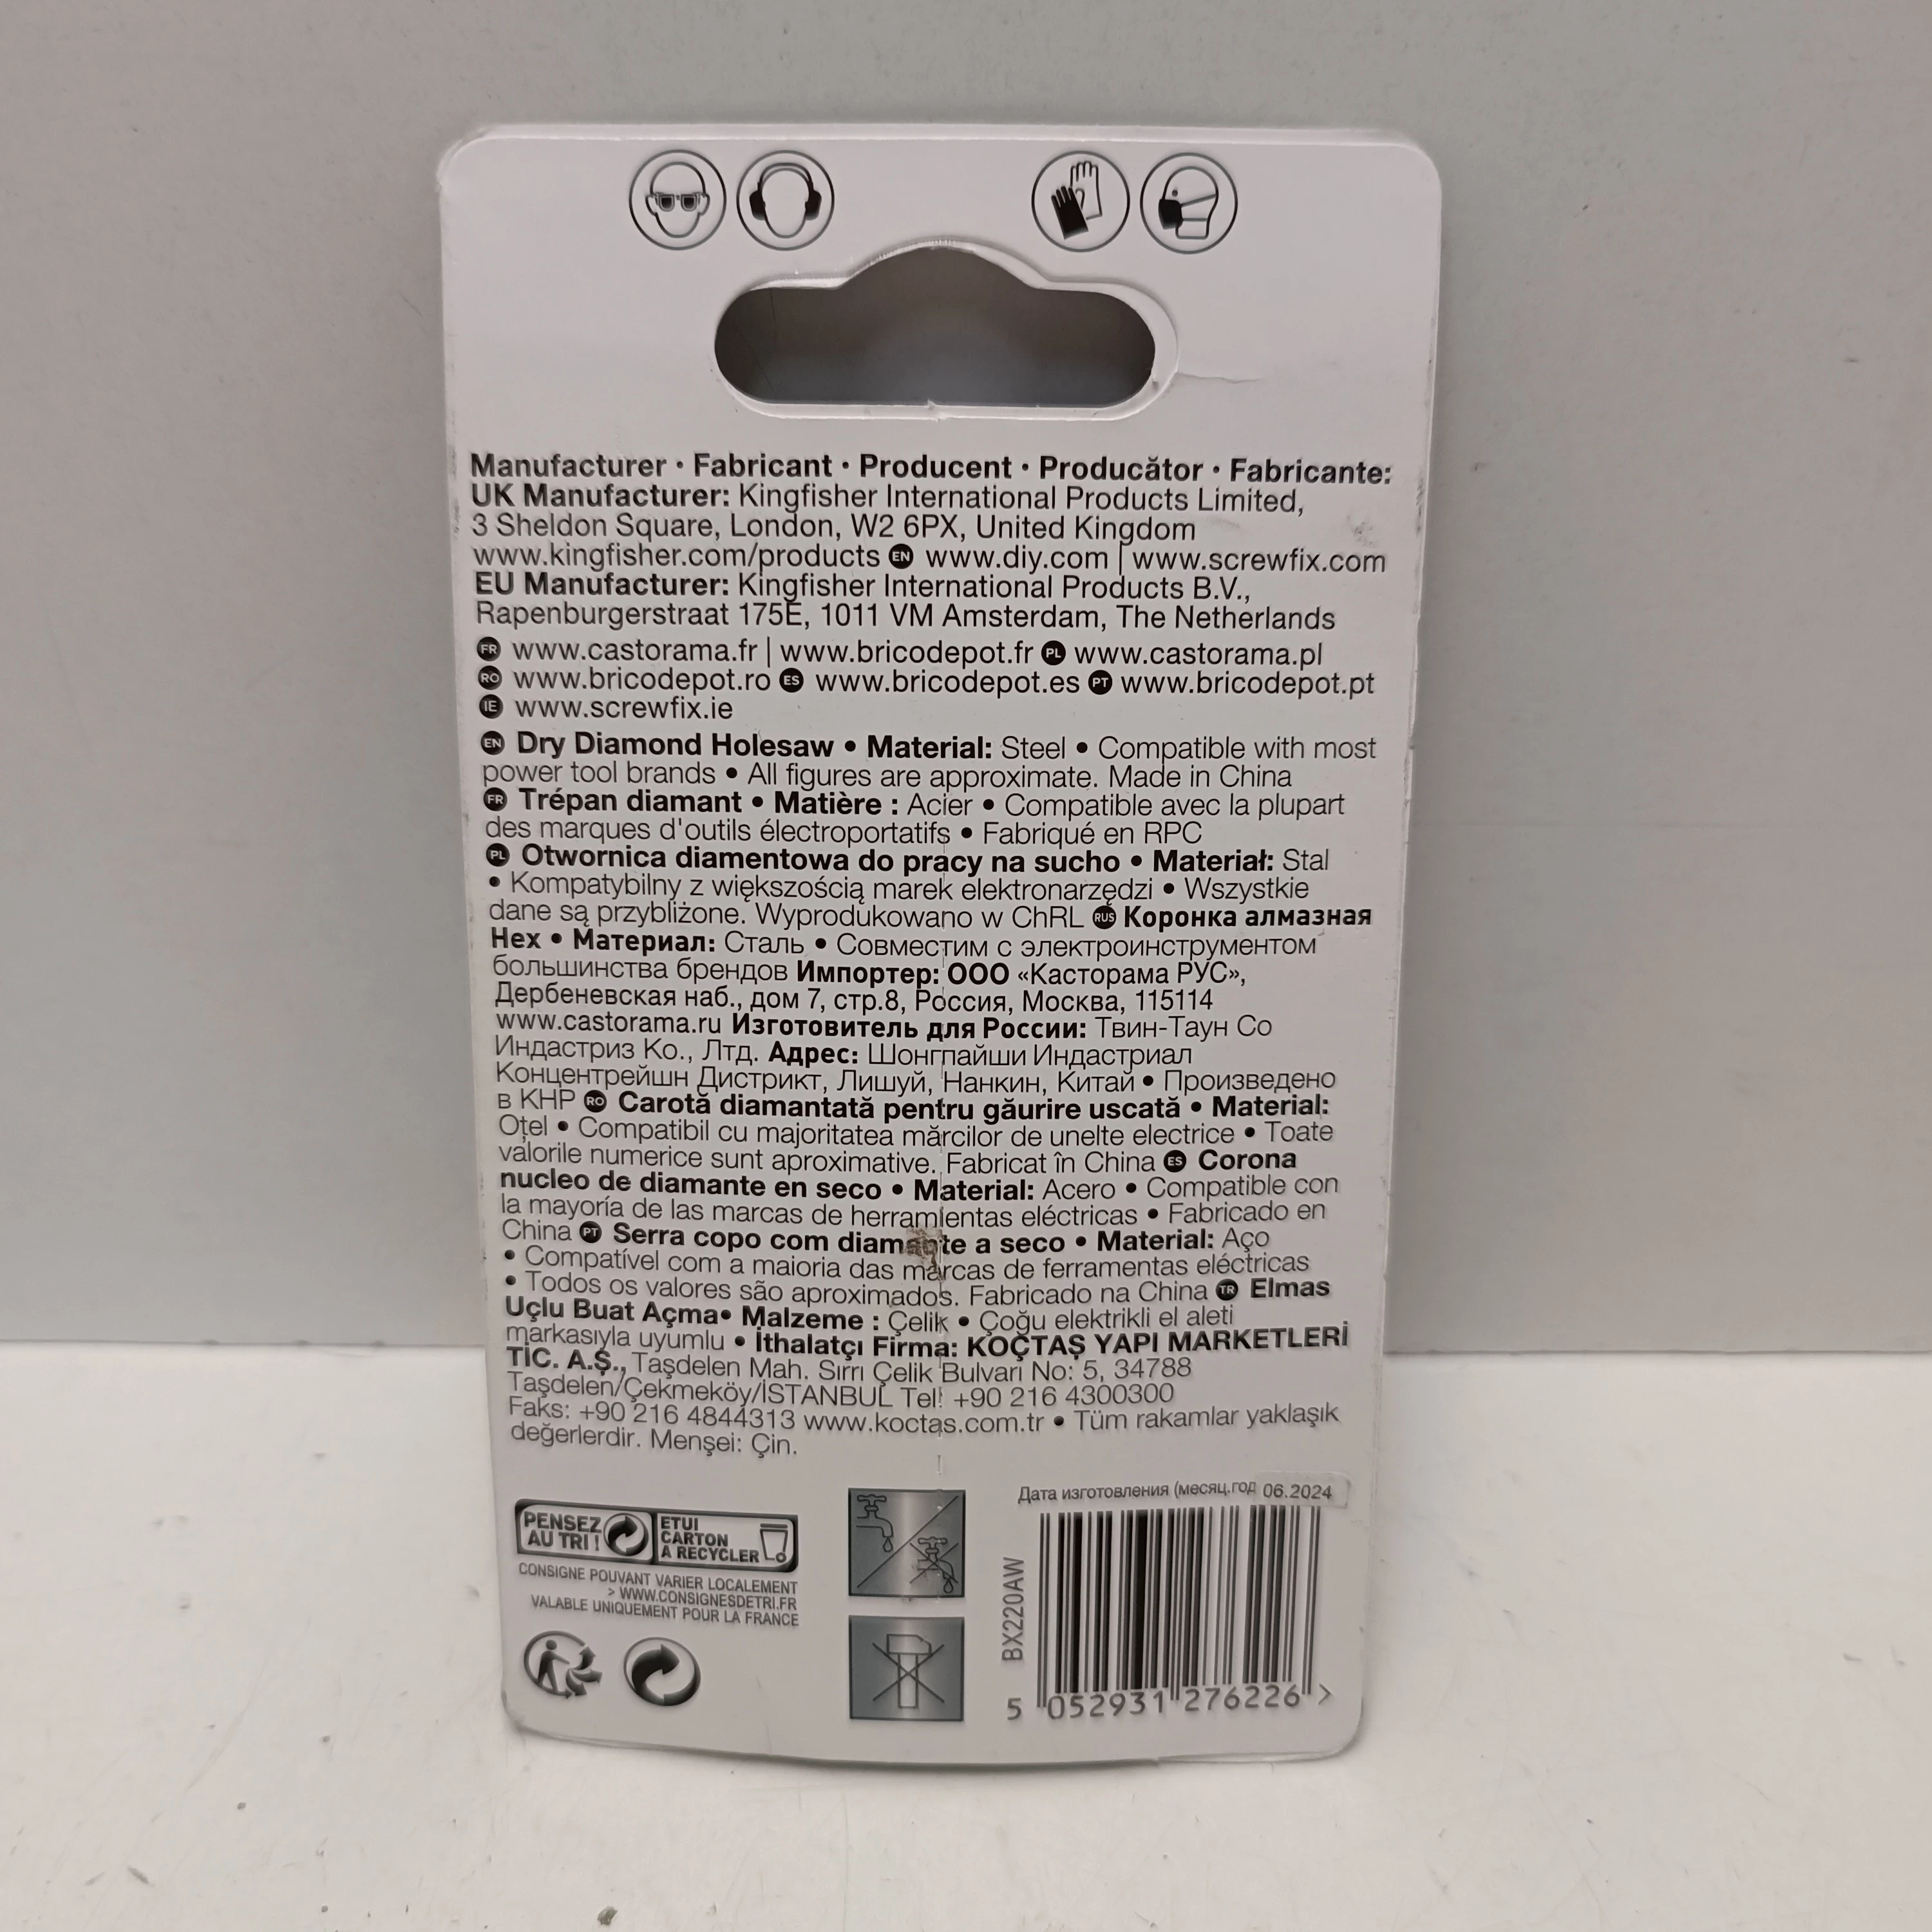 Manufacturer · Fabricant · Producent · Producător · Fabricante:
UK Manufacturer: Kingfisher International Products Limited,
3 Sheldon Square, London, W2 6PX, United Kingdom
www.kingfisher.com/products EN www.diy.com | www.screwfix.com
EU Manufacturer: Kingfisher International Products B.V.,
Rapenburgerstraat 175E, 1011 VM Amsterdam, The Netherlands
FR www.castorama.fr | www.bricodepot.fr PL www.castorama.pl
RO www.bricodepot.ro ES www.bricodepot.es PT www.bricodepot.pt
IE www.screwfix.ie
EN Dry Diamond Holesaw • Material: Steel • Compatible with most
power tool brands • All figures are approximate. Made in China
FR Trépan diamant • Matière : Acier • Compatible avec la plupart
des marques d'outils électroportatifs • Fabriqué en RPC
PL Otwornica diamentowa do pracy na sucho • Materiał: Stal
• Kompatybilny z większością marek elektronarzędzi • Wszystkie
dane są przybliżone. Wyprodukowano w ChRL RUS Коронка алмазная
Hex • Материал: Сталь • Совместим с электроинструментом
большинства брендов Импортер: ООО «Касторама РУС»,
Дербеневская наб., дом 7, стр.8, Россия, Москва, 115114
www.castorama.ru Изготовитель для России: Твин-Таун Со
Индастриз Ко., Лтд. Адрес: Шонгпайши Индастриал
Концентрейшн Дистрикт, Лишуй, Нанкин, Китай • Произведено
в КНР RO Carotă diamantată pentru găurire uscată • Material:
Oțel • Compatibil cu majoritatea mărcilor de unelte electrice • Toate
valorile numerice sunt aproximative. Fabricat în China ES Corona
nucleo de diamante en seco • Material: Acero • Compatible con
la mayoría de las marcas de herramientas eléctricas • Fabricado en
China PT Serra copo com diamante a seco • Material: Aço
• Compatível com a maioria das marcas de ferramentas eléctricas
• Todos os valores são aproximados. Fabricado na China TR Elmas
Uçlu Buat Açma• Malzeme : Çelik • Çoğu elektrikli el aleti
markasıyla uyumlu • İthalatçı Firma: KOÇTAŞ YAPI MARKETLERİ
TİC. A.Ş., Taşdelen Mah. Sırrı Çelik Bulvarı No: 5, 34788
Taşdelen/Çekmeköy/İSTANBUL Tel: +90 216 4300300
Faks: +90 216 4844313 www.koctas.com.tr • Tüm rakamlar yaklaşık
değerlerdir. Menşei: Çin.
PENSEZ
AU TRI !
ETUI
CARTON
A RECYCLER
CONSIGNE POUVANT VARIER LOCALEMENT
> WWW.CONSIGNESDETRI.FR
VALABLE UNIQUEMENT POUR LA FRANCE
Дата изготовления (месяц.год 06.2024
BX220AW
5 052931 276226 >